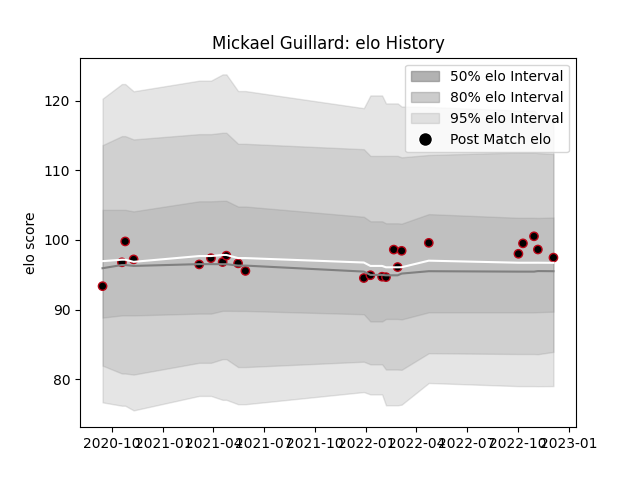 Mickael Guillard: elo History
50% elo Interval
80% elo Interval
95% elo Interval
Post Match elo
elo score
120
110
100
90
80
2020-10 2021-01 2021-04 2021-07 2021-10 2022-01 2022-04 2022-07 2022-10 2023-01